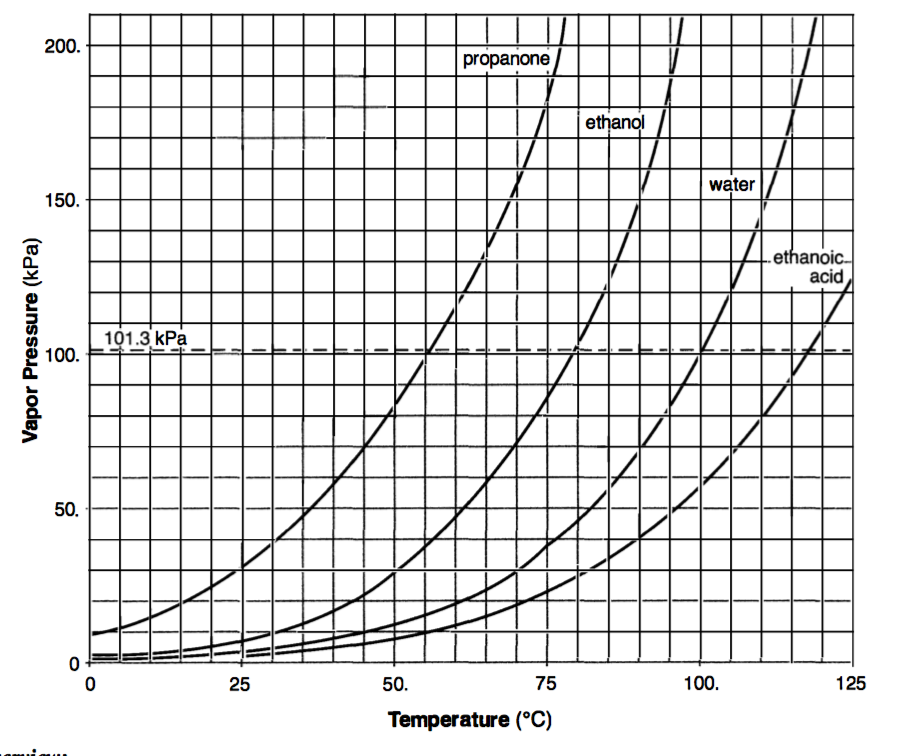 200.
propanone
ethanol
150.
water
ethanoic
acid
101.3 kPa
100.
50.
0
0 25 50. 75 100. 125
Vapor Pressure (kPa)
Temperature (°C)